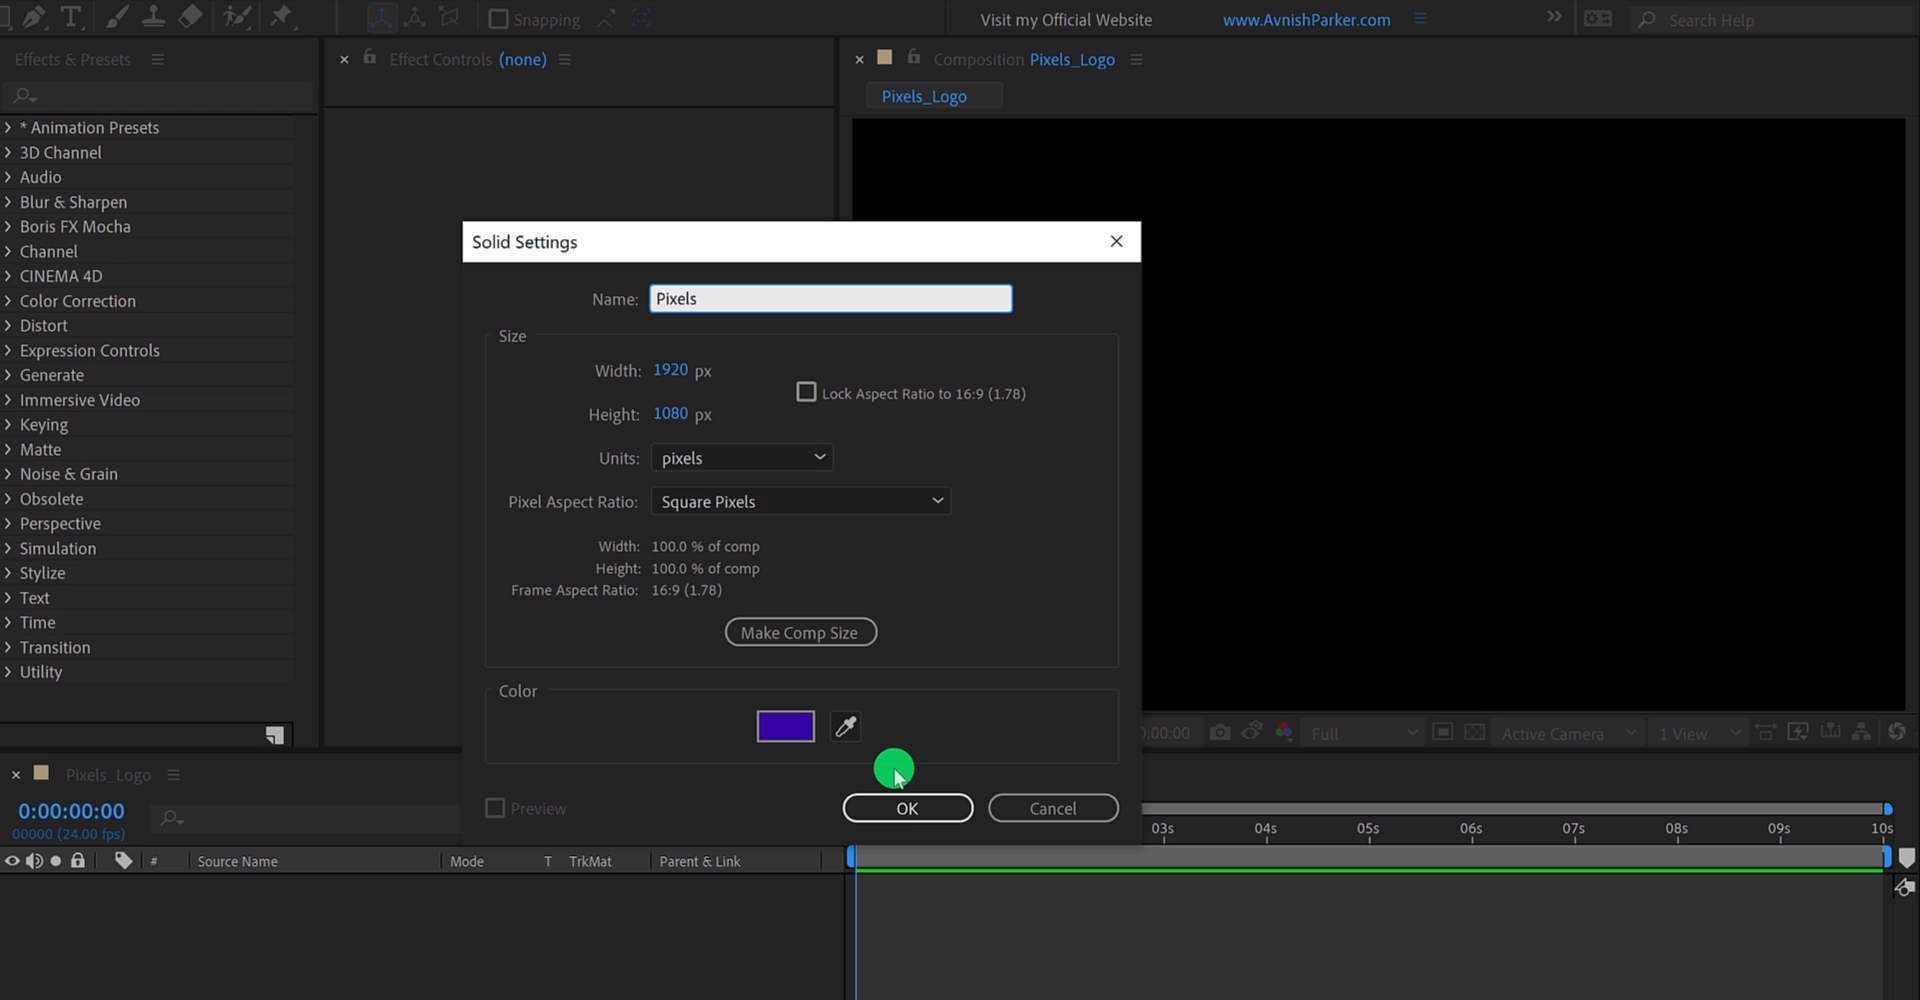 T
Snapping
Visit my Official Website
www.AvnishParker.com
Search Help
Effects & Presets
Effect Controls (none)
Composition Pixels_Logo
Pixels_Logo
* Animation Presets
3D Channel
Audio
Blur & Sharpen
Boris FX Mocha
Channel
CINEMA 4D
Color Correction
Distort
Expression Controls
Generate
Immersive Video
Keying
Matte
Noise & Grain
Obsolete
Perspective
Simulation
Stylize
Text
Time
Transition
Utility
Solid Settings
Name: Pixels
Size
Width: 1920 px
Lock Aspect Ratio to 16:9 (1.78)
Height: 1080 px
Units: pixels
Pixel Aspect Ratio: Square Pixels
Width: 100.0 % of comp
Height: 100.0 % of comp
Frame Aspect Ratio: 16:9 (1.78)
Make Comp Size
Color
Preview
OK
Cancel
0:00:00
Full
Active Camera
1 View
Pixels_Logo
0:00:00:00
00000 (24.00 fps)
# Source Name Mode T TrkMat Parent & Link
03s 04s 05s 06s 07s 08s 09s 10s